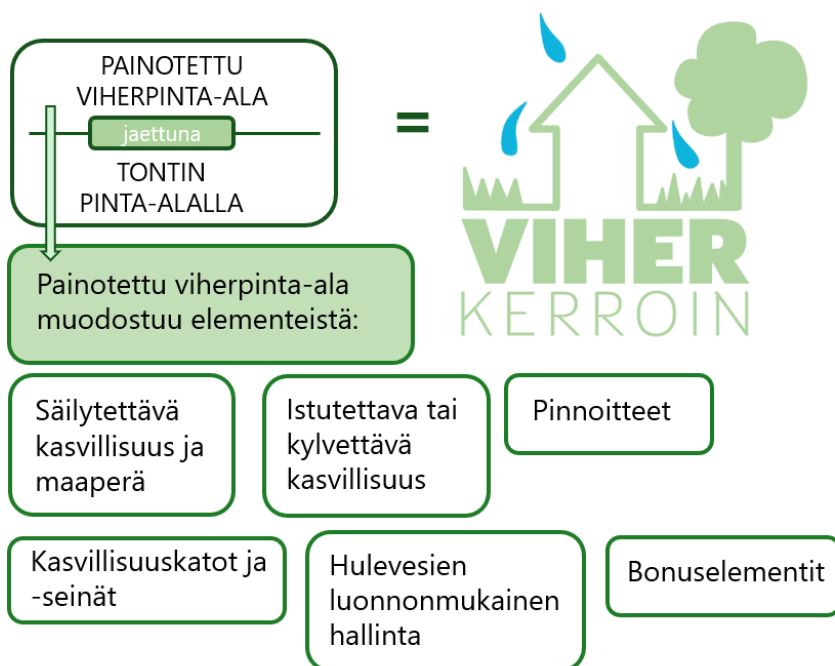 PAINOTETTU
VIHERPINTA-ALA
jaettuna
TONTIN
PINTA-ALALLA
=
VIHER
KERROIN
Painotettu viherpinta-ala
muodostuu elementeistä:
Säilytettävä
kasvillisuus ja
maaperä
Istutettava tai
kylvettävä
kasvillisuus
Pinnoitteet
Kasvillisuuskatot ja
-seinät
Hulevesien
luonnonmukainen
hallinta
Bonuselementit